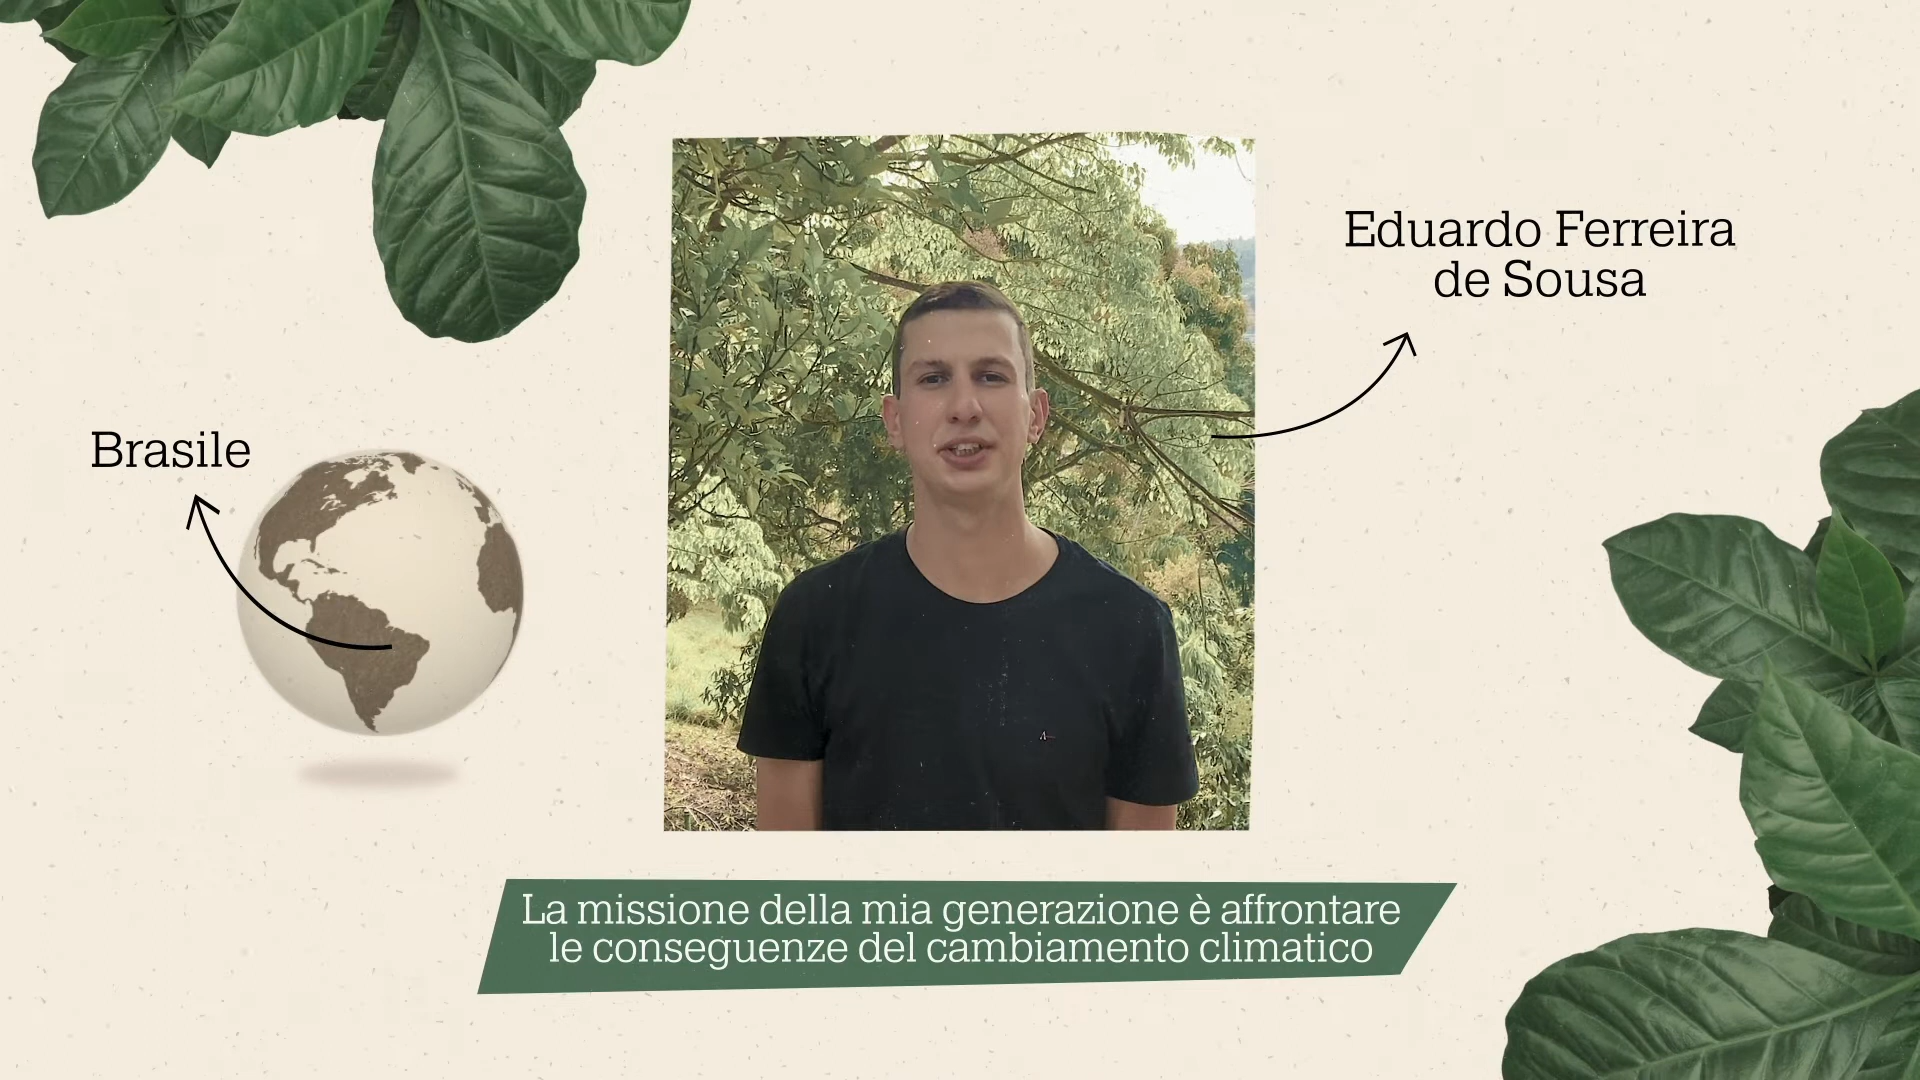 Eduardo Ferreira
de Sousa
Brasile
La missione della mia generazione è affrontare
le conseguenze del cambiamento climatico